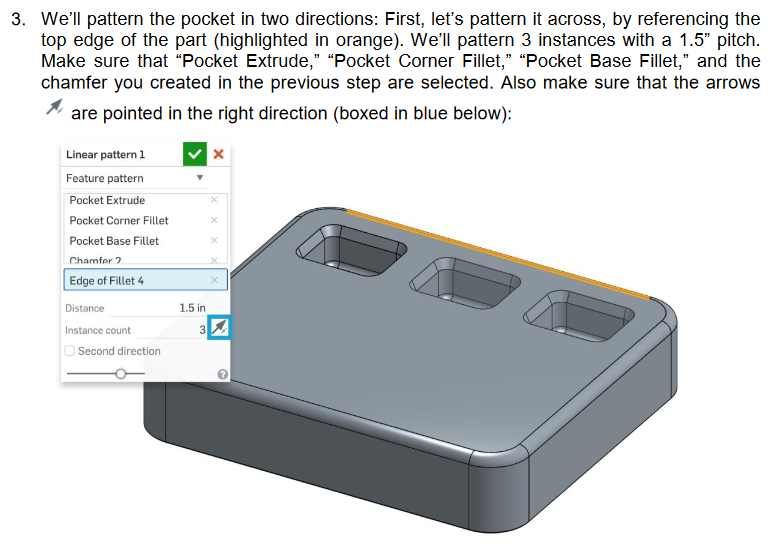 3. We'll pattern the pocket in two directions: First, let's pattern it across, by referencing the
top edge of the part (highlighted in orange). We'll pattern 3 instances with a 1.5” pitch.
Make sure that “Pocket Extrude,” “Pocket Corner Fillet,” “Pocket Base Fillet,” and the
chamfer you created in the previous step are selected. Also make sure that the arrows
are pointed in the right direction (boxed in blue below):
Linear pattern 1
Feature pattern
Pocket Extrude
Pocket Corner Fillet
Pocket Base Fillet
Chamfer 2
Edge of Fillet 4
Distance 1.5 in
Instance count 3
Second direction
?